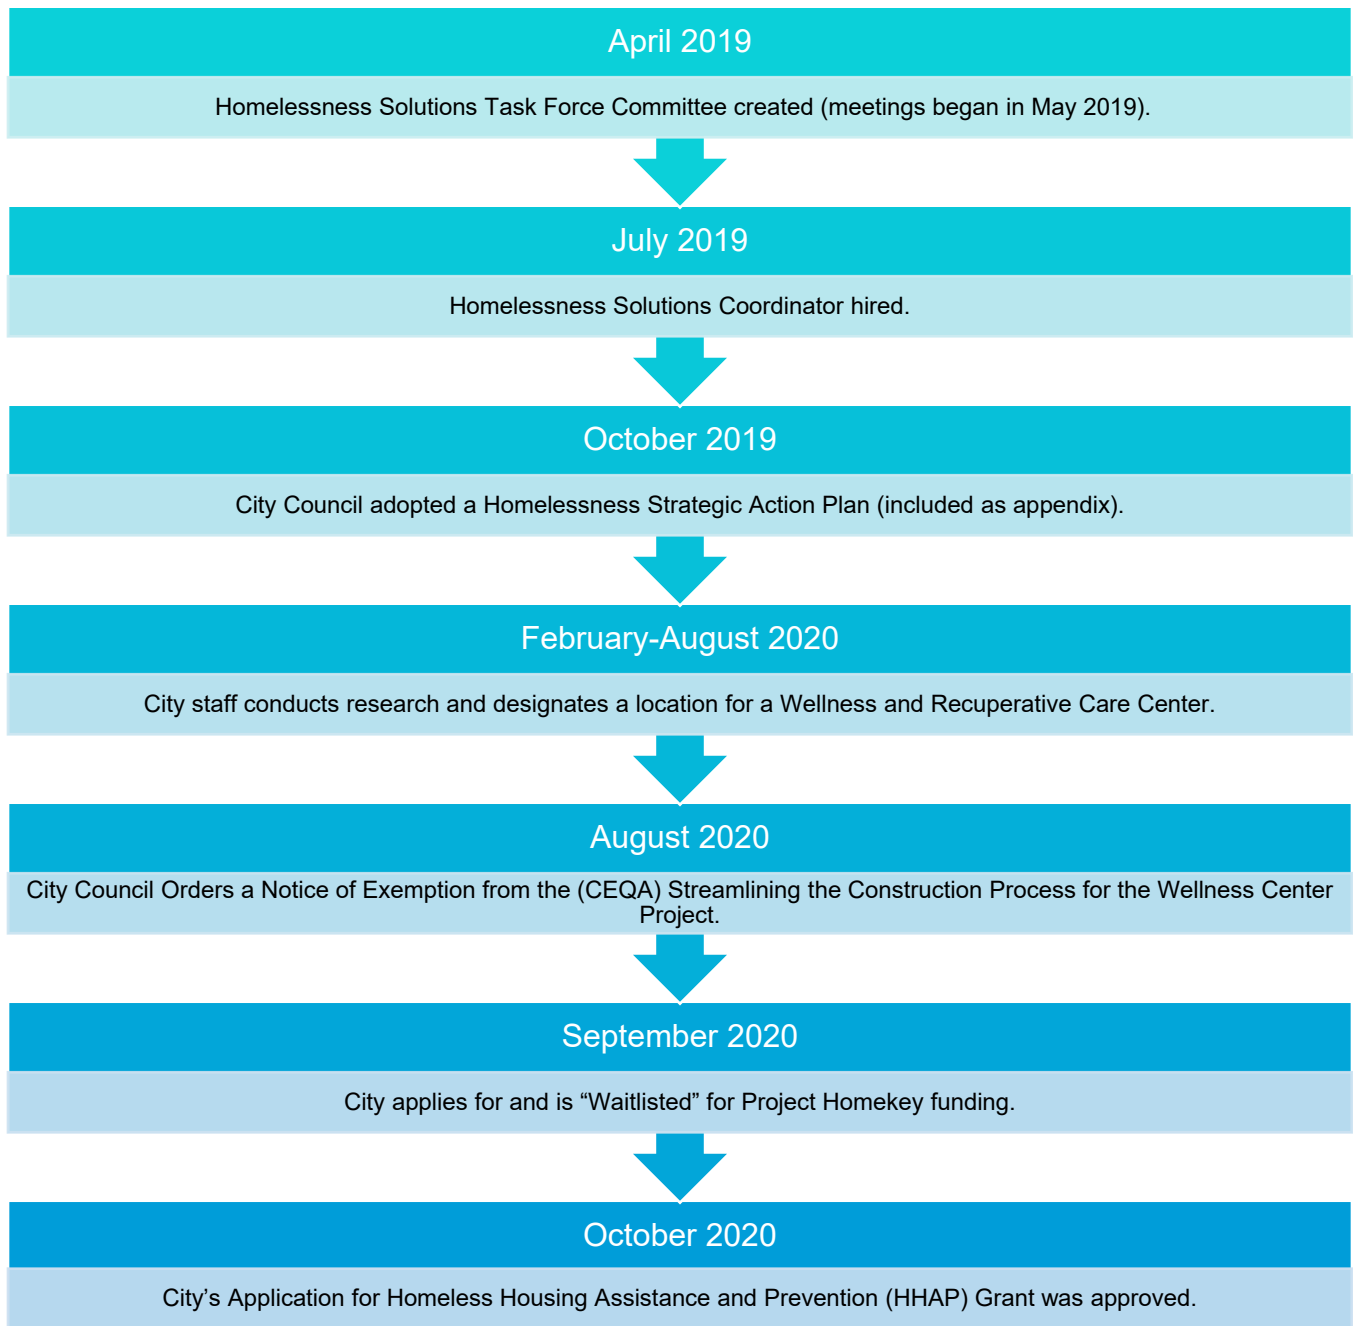 April 2019
Homelessness Solutions Task Force Committee created (meetings began in May 2019).
July 2019
Homelessness Solutions Coordinator hired.
October 2019
City Council adopted a Homelessness Strategic Action Plan (included as appendix).
February-August 2020
City staff conducts research and designates a location for a Wellness and Recuperative Care Center.
August 2020
City Council Orders a Notice of Exemption from the (CEQA) Streamlining the Construction Process for the Wellness Center
Project.
September 2020
City applies for and is “Waitlisted” for Project Homekey funding.
October 2020
City’s Application for Homeless Housing Assistance and Prevention (HHAP) Grant was approved.